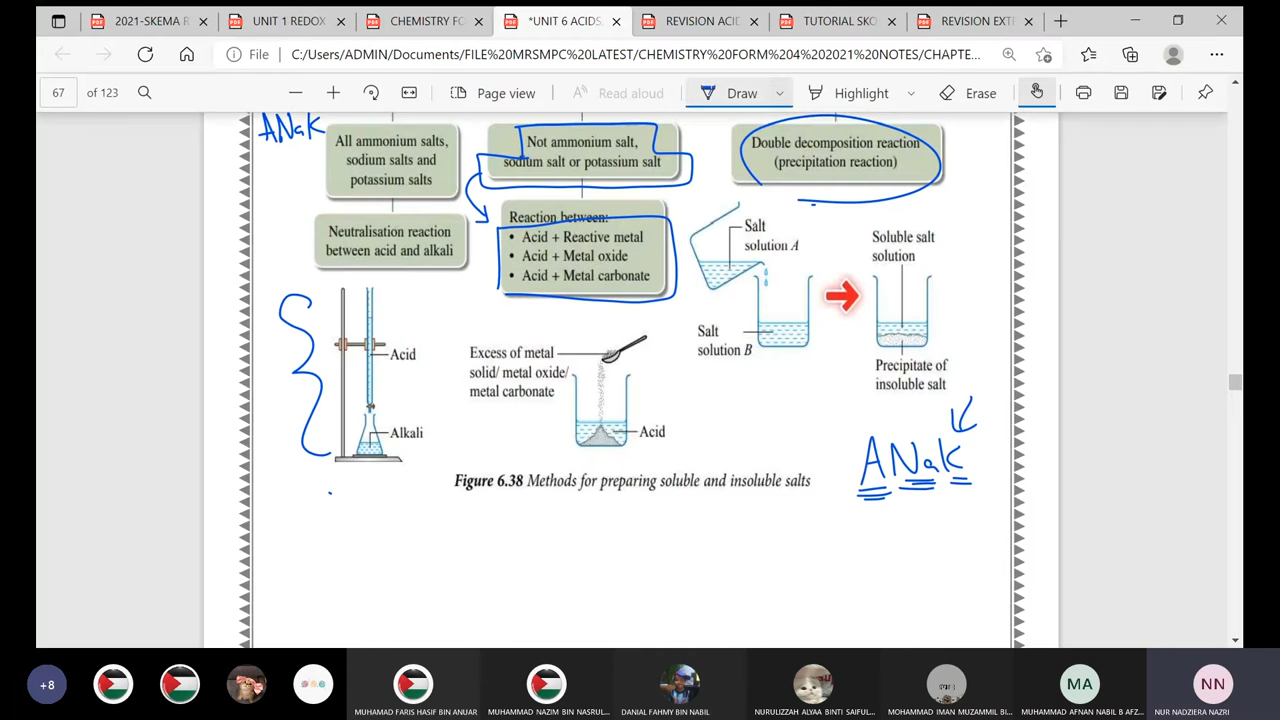 2021-SKEMA R
UNIT 1 REDOX
CHEMISTRY FO
*UNIT 6 ACIDS,
REVISION ACID
TUTORIAL SKO
REVISION EXTE
File
C:/Users/ADMIN/Documents/FILE%20MRSMPC%20LATEST/CHEMISTRY%20FORM%204%202021%20NOTES/CHAPTE...
67
of 123
Page view
Read aloud
Draw
Highlight
Erase
ANaK
All ammonium salts,
sodium salts and
potassium salts
Not ammonium salt,
sodium salt or potassium salt
Double decomposition reaction
(precipitation reaction)
Neutralisation reaction
between acid and alkali
Reaction between:
• Acid + Reactive metal
• Acid + Metal oxide
• Acid + Metal carbonate
Salt
solution A
Salt
solution B
Soluble salt
solution
Precipitate of
insoluble salt
Acid
Alkali
Excess of metal
solid/ metal oxide/
metal carbonate
Acid
ANaK
Figure 6.38 Methods for preparing soluble and insoluble salts
+8
MA
NN
MUHAMAD FARIS HASIF BIN ANUAR
MUHAMMAD NAZIM BIN NASRUL...
DANIAL FAHMY BIN NABIL
NURULIZZAH ALYAA BINTI SAIFUL...
MOHAMMAD IMAN MUZAMMIL BI...
MUHAMMAD AFNAN NABIL B AFZ...
NUR NADZIERA NAZRI